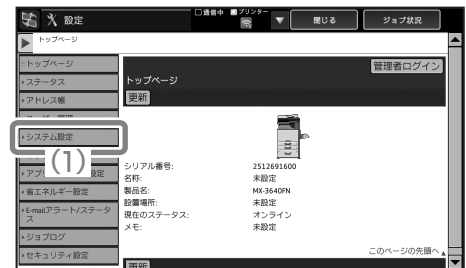 設定
通信中
プリンター
閉じる
ジョブ状況
トップページ
トップページ
管理者ログイン
ステータス
トップページ
アドレス帳
更新
システム設定
(1)
設定
シリアル番号: 2512691600
名称: 未設定
省エネルギー設定
製品名: MX-3640FN
設置場所: 未設定
E-mailアラート/ステータス
現在のステータス: オンライン
メモ: 未設定
ジョブログ
このページの先頭へ▲
セキュリティ設定
更新